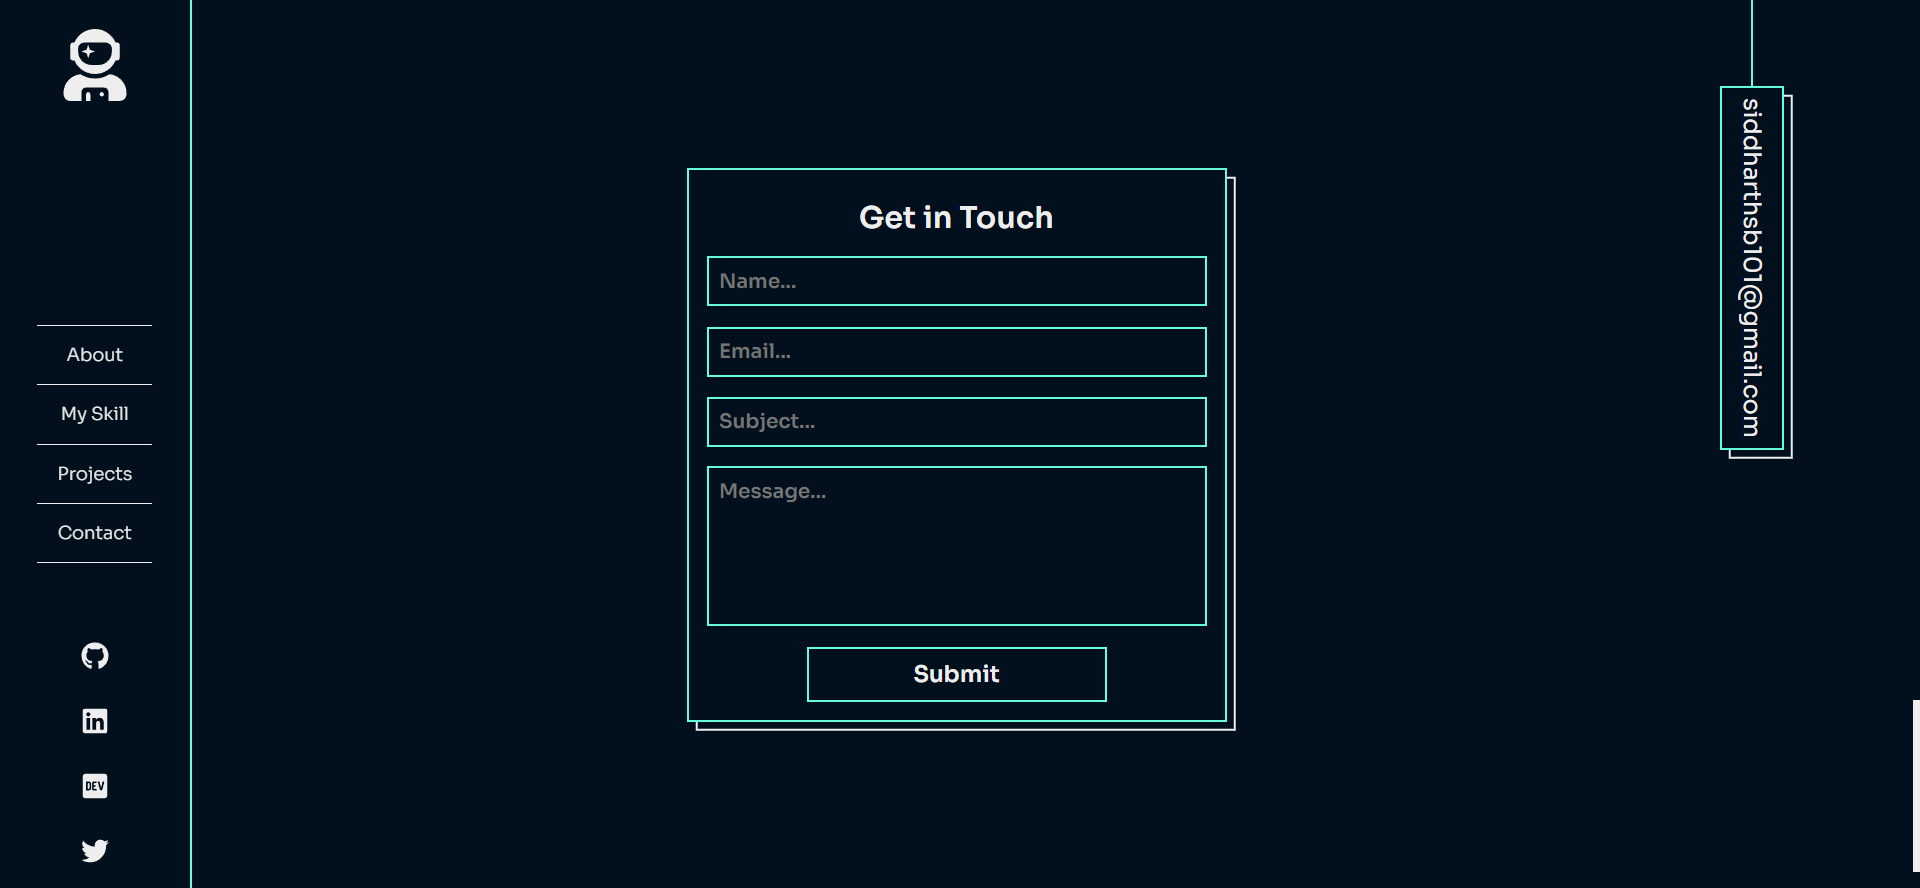 About
My Skill
Projects
Contact
DEV
Get in Touch
Name...
Email...
Subject...
Message...
Submit
siddharthsb101@gmail.com